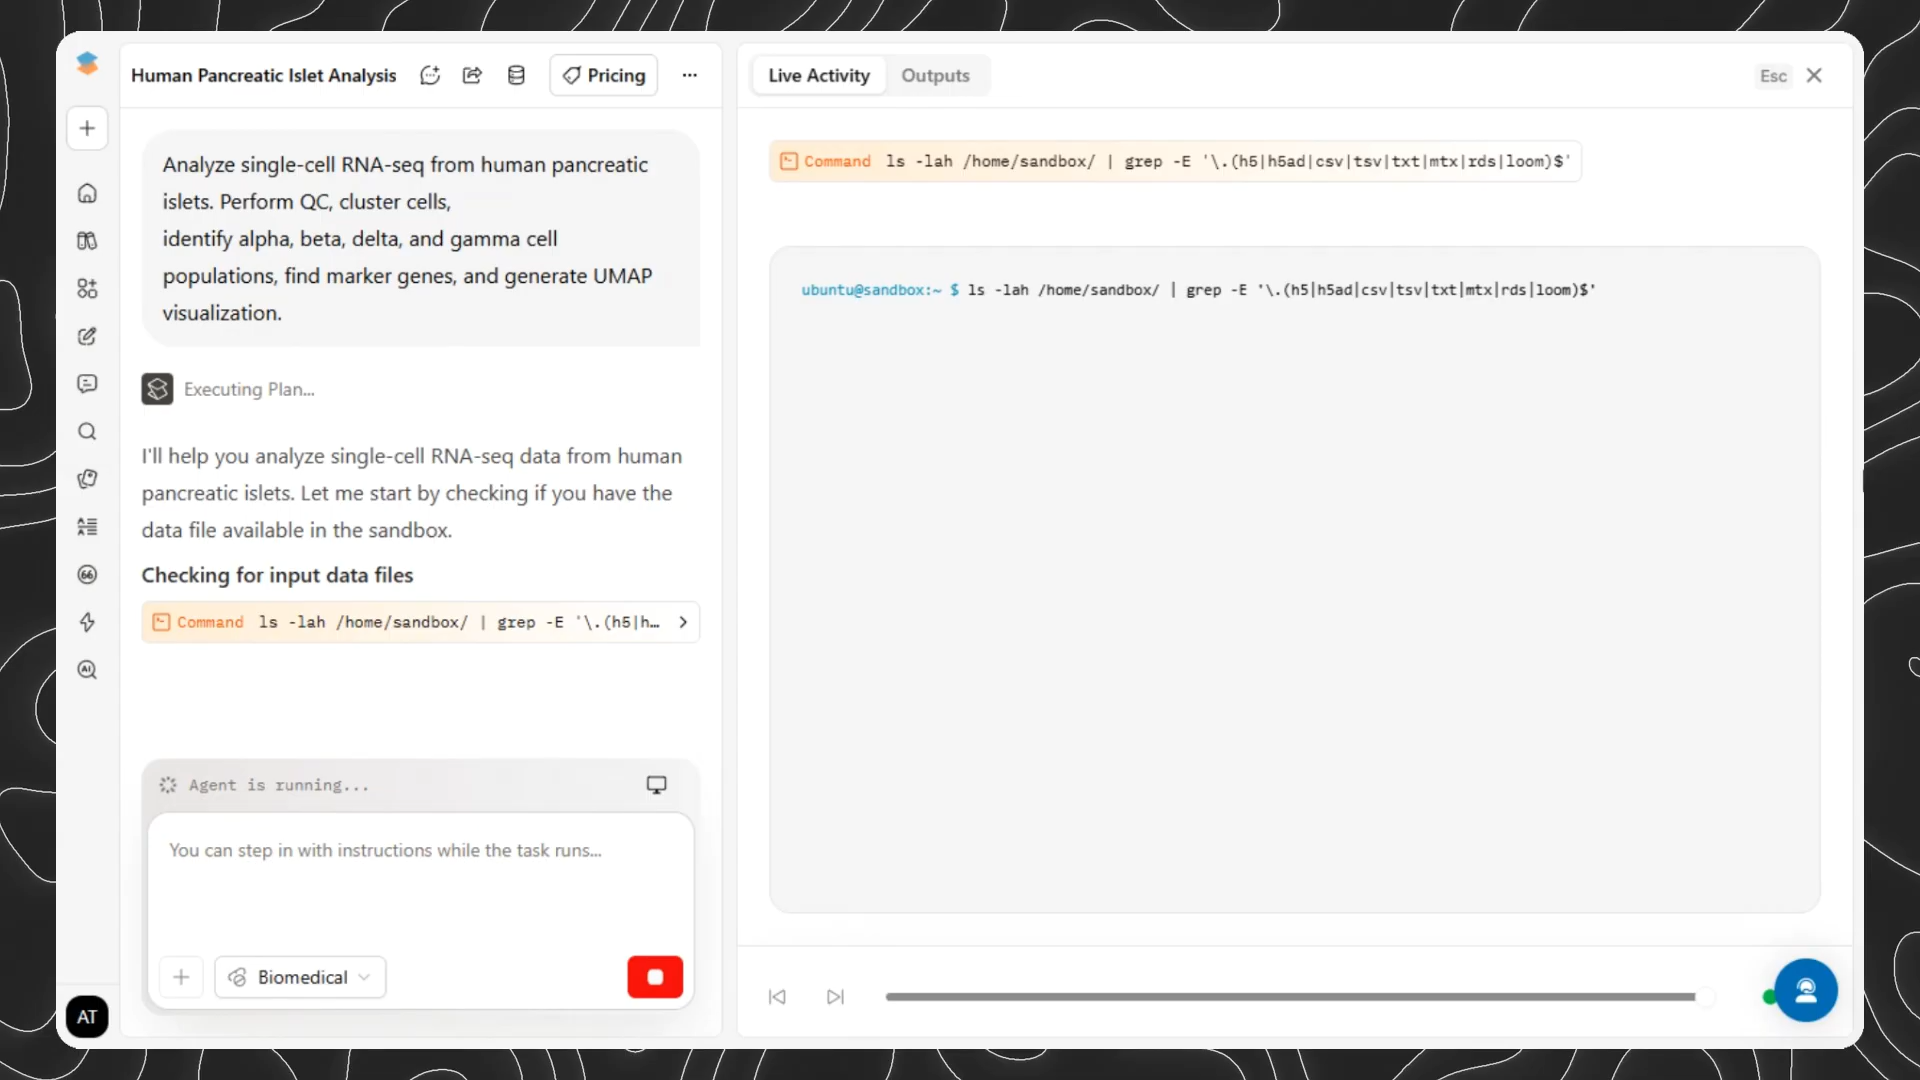 Human Pancreatic Islet Analysis
Pricing
Live Activity
Outputs
Esc
Analyze single-cell RNA-seq from human pancreatic
islets. Perform QC, cluster cells,
identify alpha, beta, delta, and gamma cell
populations, find marker genes, and generate UMAP
visualization.
Executing Plan...
I'll help you analyze single-cell RNA-seq data from human
pancreatic islets. Let me start by checking if you have the
data file available in the sandbox.
Checking for input data files
Command ls -lah /home/sandbox/ | grep -E '\.(h5|h…
Agent is running...
You can step in with instructions while the task runs...
Biomedical
AT
66
AI
Command ls -lah /home/sandbox/ | grep -E '\.(h5|h5ad|csv|tsv|txt|mtx|rds|loom)$'
ubuntu@sandbox:~ $ ls -lah /home/sandbox/ | grep -E '\.(h5|h5ad|csv|tsv|txt|mtx|rds|loom)$'